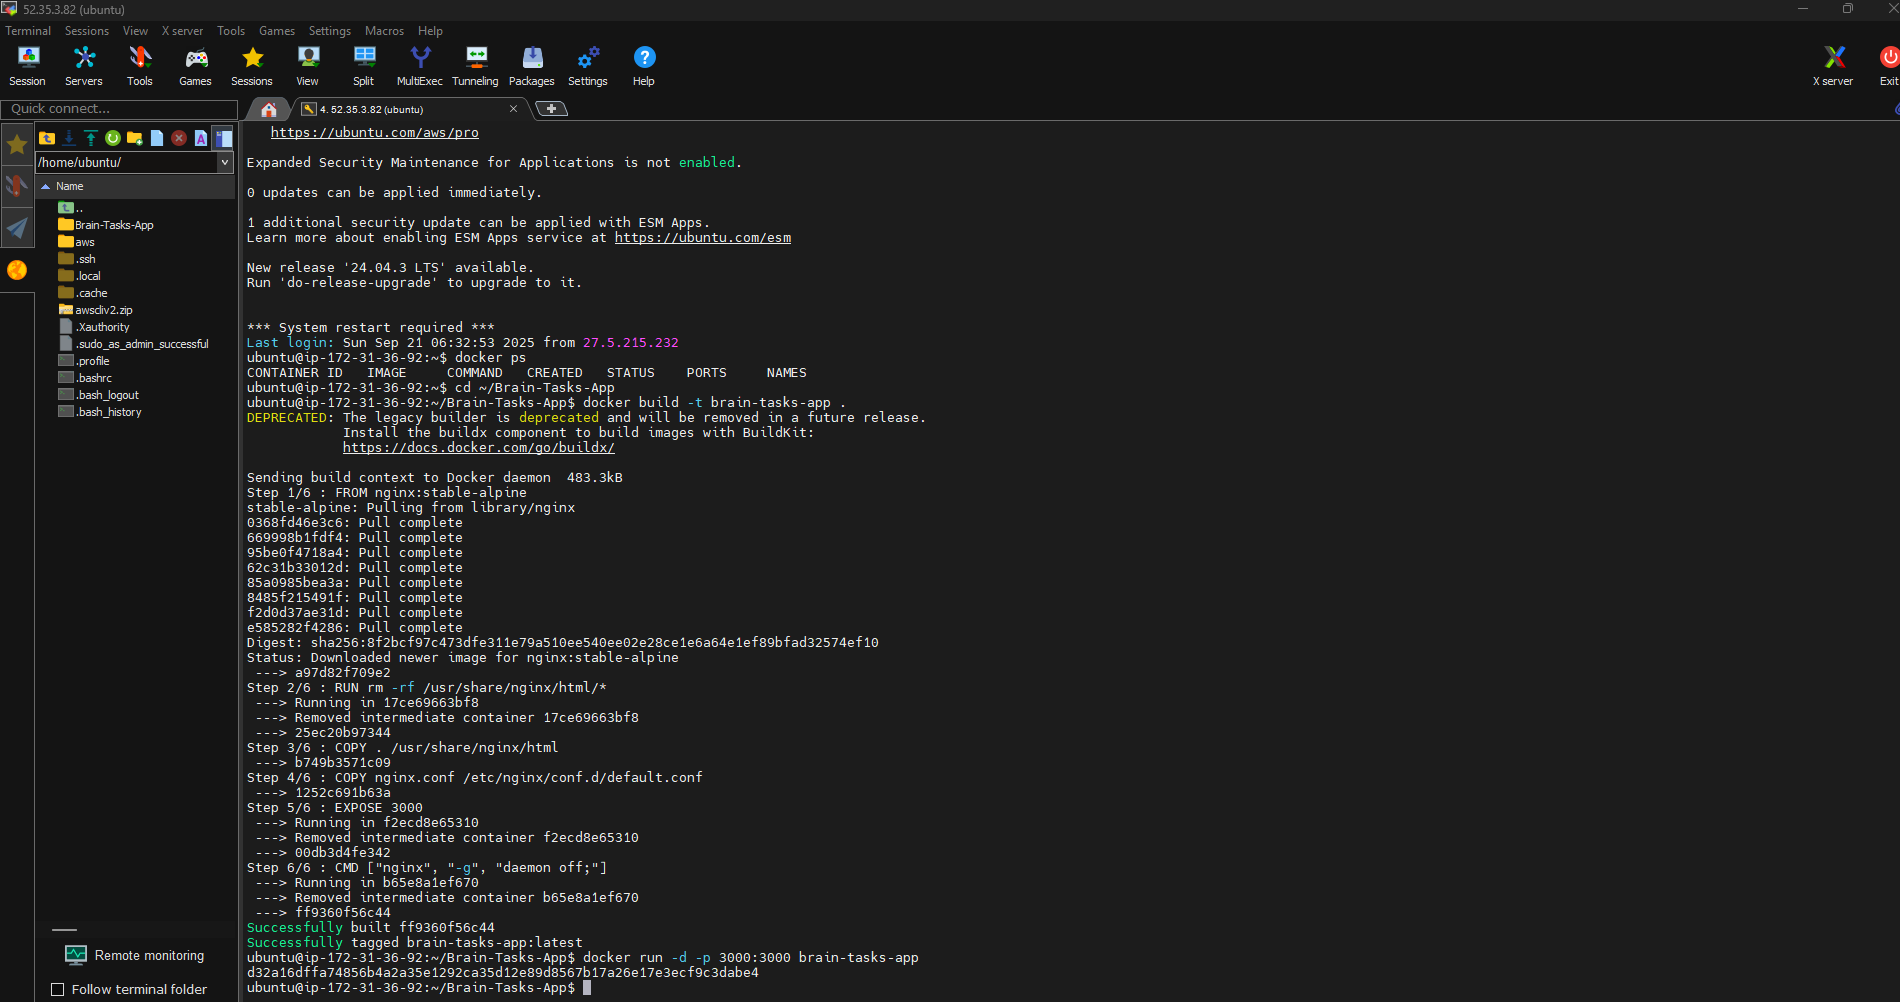 52.35.3.82 (ubuntu)
Terminal Sessions View X server Tools Games Settings Macros Help
Session Servers Tools Games Sessions View Split MultiExec Tunneling Packages Settings Help X server Exit
Quick connect...
4. 52.35.3.82 (ubuntu)
/home/ubuntu/
Name
..
Brain-Tasks-App
aws
.ssh
.local
.cache
awscliv2.zip
.Xauthority
.sudo_as_admin_successful
.profile
.bashrc
.bash_logout
.bash_history
Remote monitoring
Follow terminal folder
https://ubuntu.com/aws/pro
Expanded Security Maintenance for Applications is not enabled.
0 updates can be applied immediately.
1 additional security update can be applied with ESM Apps.
Learn more about enabling ESM Apps service at https://ubuntu.com/esm
New release '24.04.3 LTS' available.
Run 'do-release-upgrade' to upgrade to it.
*** System restart required ***
Last login: Sun Sep 21 06:32:53 2025 from 27.5.215.232
ubuntu@ip-172-31-36-92:~$ docker ps
CONTAINER ID   IMAGE     COMMAND   CREATED   STATUS    PORTS     NAMES
ubuntu@ip-172-31-36-92:~$ cd ~/Brain-Tasks-App
ubuntu@ip-172-31-36-92:~/Brain-Tasks-App$ docker build -t brain-tasks-app .
DEPRECATED: The legacy builder is deprecated and will be removed in a future release.
Install the buildx component to build images with BuildKit:
https://docs.docker.com/go/buildx/
Sending build context to Docker daemon  483.3kB
Step 1/6 : FROM nginx:stable-alpine
stable-alpine: Pulling from library/nginx
0368fd46e3c6: Pull complete
669998b1fdf4: Pull complete
95be0f4718a4: Pull complete
62c31b33012d: Pull complete
85a0985bea3a: Pull complete
8485f215491f: Pull complete
f2d0d37ae31d: Pull complete
e585282f4286: Pull complete
Digest: sha256:8f2bcf97c473dfe311e79a510ee540ee02e28ce1e6a64e1ef89bfad32574ef10
Status: Downloaded newer image for nginx:stable-alpine
---> a97d82f709e2
Step 2/6 : RUN rm -rf /usr/share/nginx/html/*
---> Running in 17ce69663bf8
---> Removed intermediate container 17ce69663bf8
---> 25ec20b97344
Step 3/6 : COPY . /usr/share/nginx/html
---> b749b3571c09
Step 4/6 : COPY nginx.conf /etc/nginx/conf.d/default.conf
---> 1252c691b63a
Step 5/6 : EXPOSE 3000
---> Running in f2ecd8e65310
---> Removed intermediate container f2ecd8e65310
---> 00db3d4fe342
Step 6/6 : CMD ["nginx", "-g", "daemon off;"]
---> Running in b65e8a1ef670
---> Removed intermediate container b65e8a1ef670
---> ff9360f56c44
Successfully built ff9360f56c44
Successfully tagged brain-tasks-app:latest
ubuntu@ip-172-31-36-92:~/Brain-Tasks-App$ docker run -d -p 3000:3000 brain-tasks-app
d32a16dffa74856b4a2a35e1292ca35d12e89d8567b17a26e17e3ecf9c3dabe4
ubuntu@ip-172-31-36-92:~/Brain-Tasks-App$